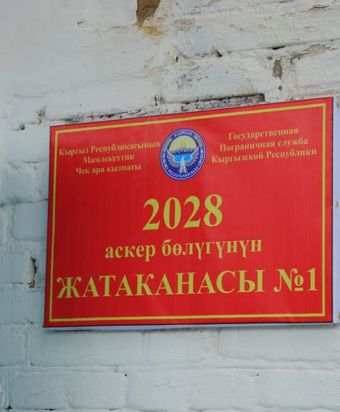 Кыргыз Республикасынын
Мамлекеттик
Чек ара кызматы
Государственная
Пограничная служба
Кыргызской Республики
2028
аскер бөлүгүнүн
ЖАТАКАНАСЫ №1